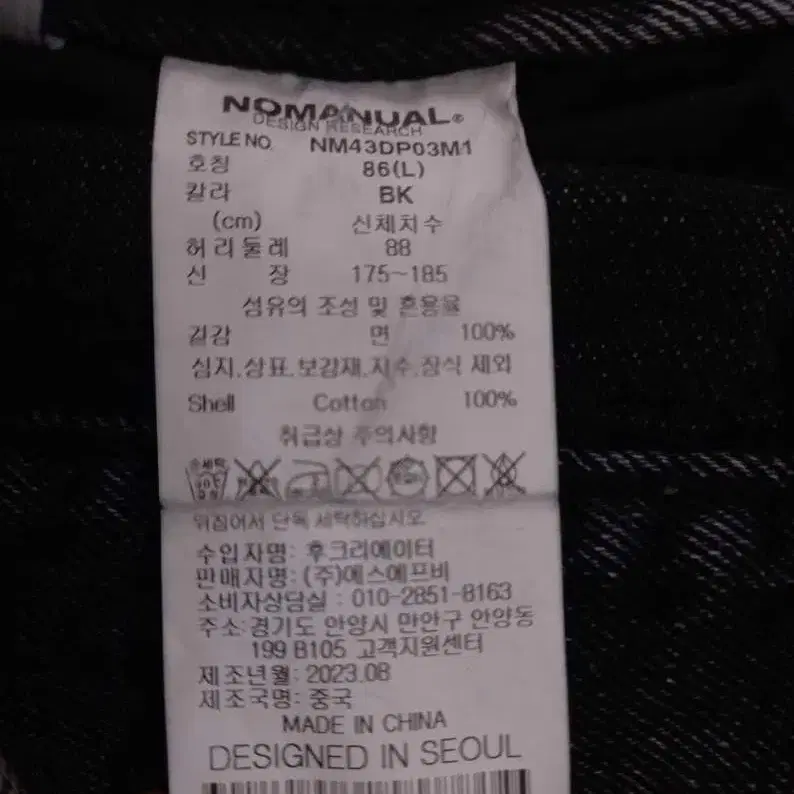 NOMANUAL®
DESIGN RESEARCH
STYLE NO. NM43DP03M1
호칭 86(L)
칼라 BK
(cm) 신체치수
허리둘레 88
신 장 175~185
섬유의 조성 및 혼용율
겉감 면 100%
심지,상표,보강재,자수,장식 제외
Shell Cotton 100%
취급상 주의사항
손세탁
뒤집어서 단독 세탁하십시오
수입자명: 후크리에이터
판매자명: (주)에스에프비
소비자상담실 : 010-2851-8163
주소:경기도 안양시 만안구 안양동
199 B105 고객지원센터
제조년월: 2023.08
제조국명: 중국
MADE IN CHINA
DESIGNED IN SEOUL